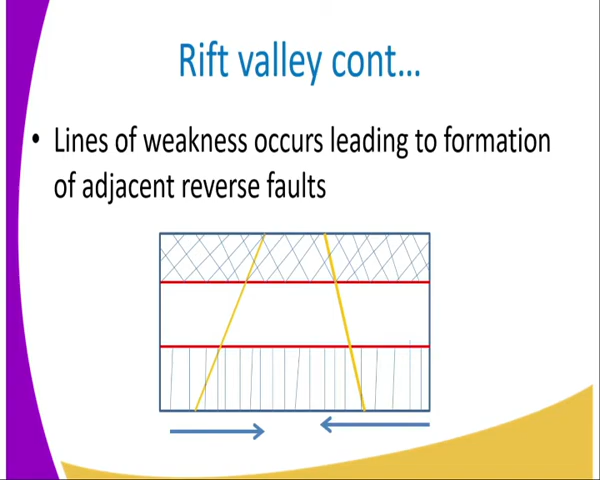 Rift valley cont...
• Lines of weakness occurs leading to formation
of adjacent reverse faults